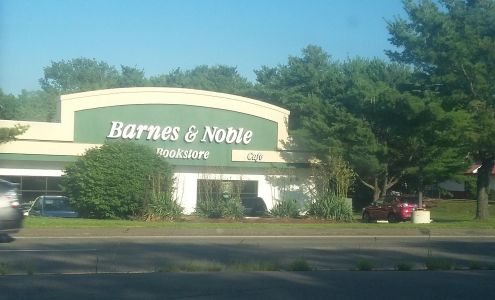 Barnes & Noble
Bookstore
Cafe